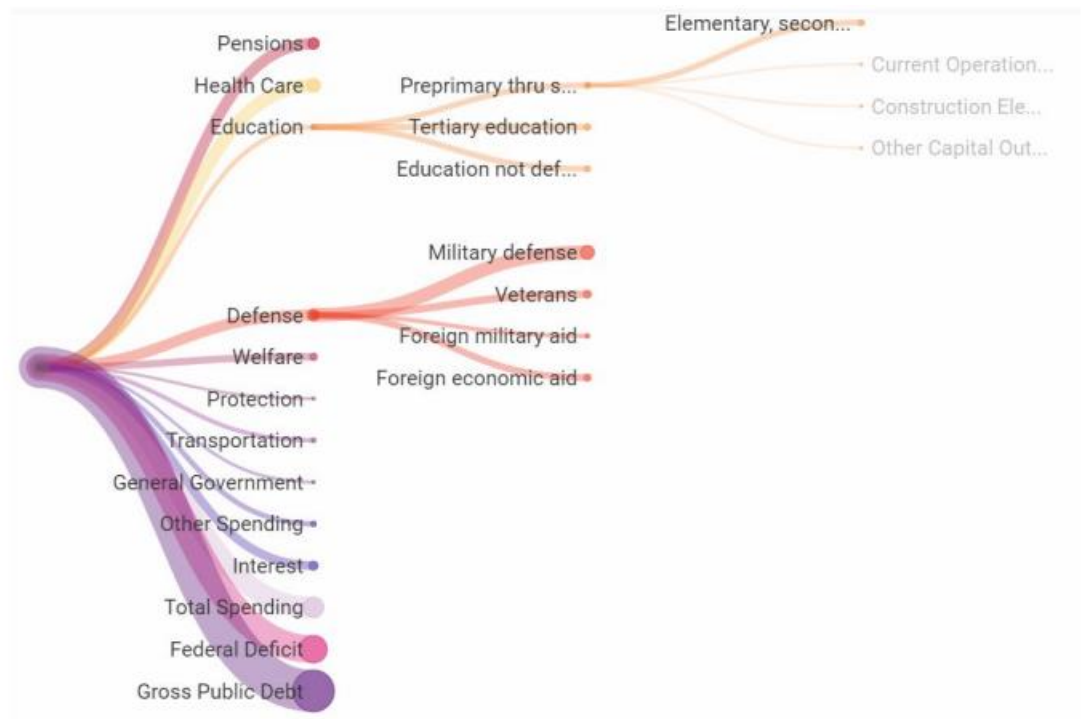 Pensions
Health Care
Education
Preprimary thru s...
Tertiary education
Education not def...
Elementary, secon...
Current Operation...
Construction Ele...
Other Capital Out...
Defense
Military defense
Veterans
Foreign military aid
Foreign economic aid
Welfare
Protection
Transportation
General Government
Other Spending
Interest
Total Spending
Federal Deficit
Gross Public Debt